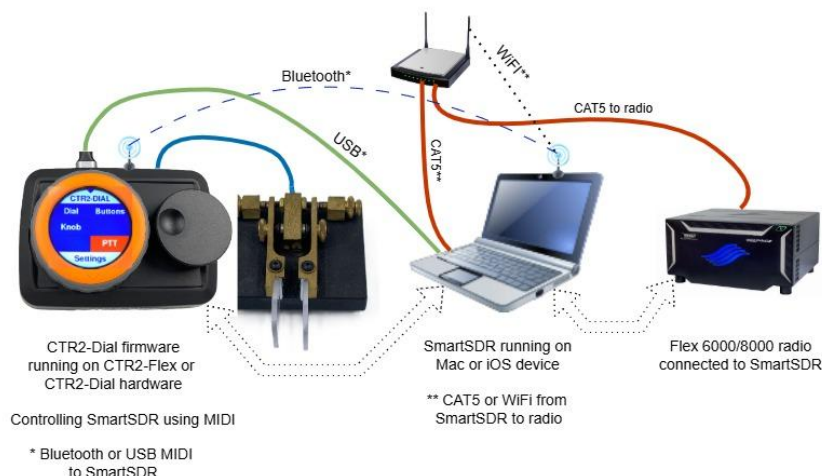 WiFi**
Bluetooth*
CAT5 to radio
USB*
CAT5**
CTR2-DIAL
Dial Buttons
Knob
PTT
Settings
CTR2-Dial firmware
running on CTR2-Flex or
CTR2-Dial hardware
Controlling SmartSDR using MIDI
* Bluetooth or USB MIDI
to SmartSDR
SmartSDR running on
Mac or iOS device
** CAT5 or WiFi from
SmartSDR to radio
Flex 6000/8000 radio
connected to SmartSDR